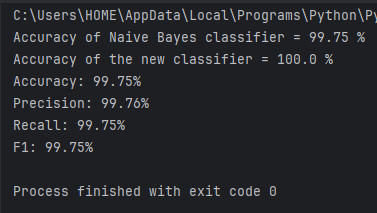 C:\Users\HOME\AppData\Local\Programs\Python\Py
Accuracy of Naive Bayes classifier = 99.75 %
Accuracy of the new classifier = 100.0 %
Accuracy: 99.75%
Precision: 99.76%
Recall: 99.75%
F1: 99.75%
Process finished with exit code 0